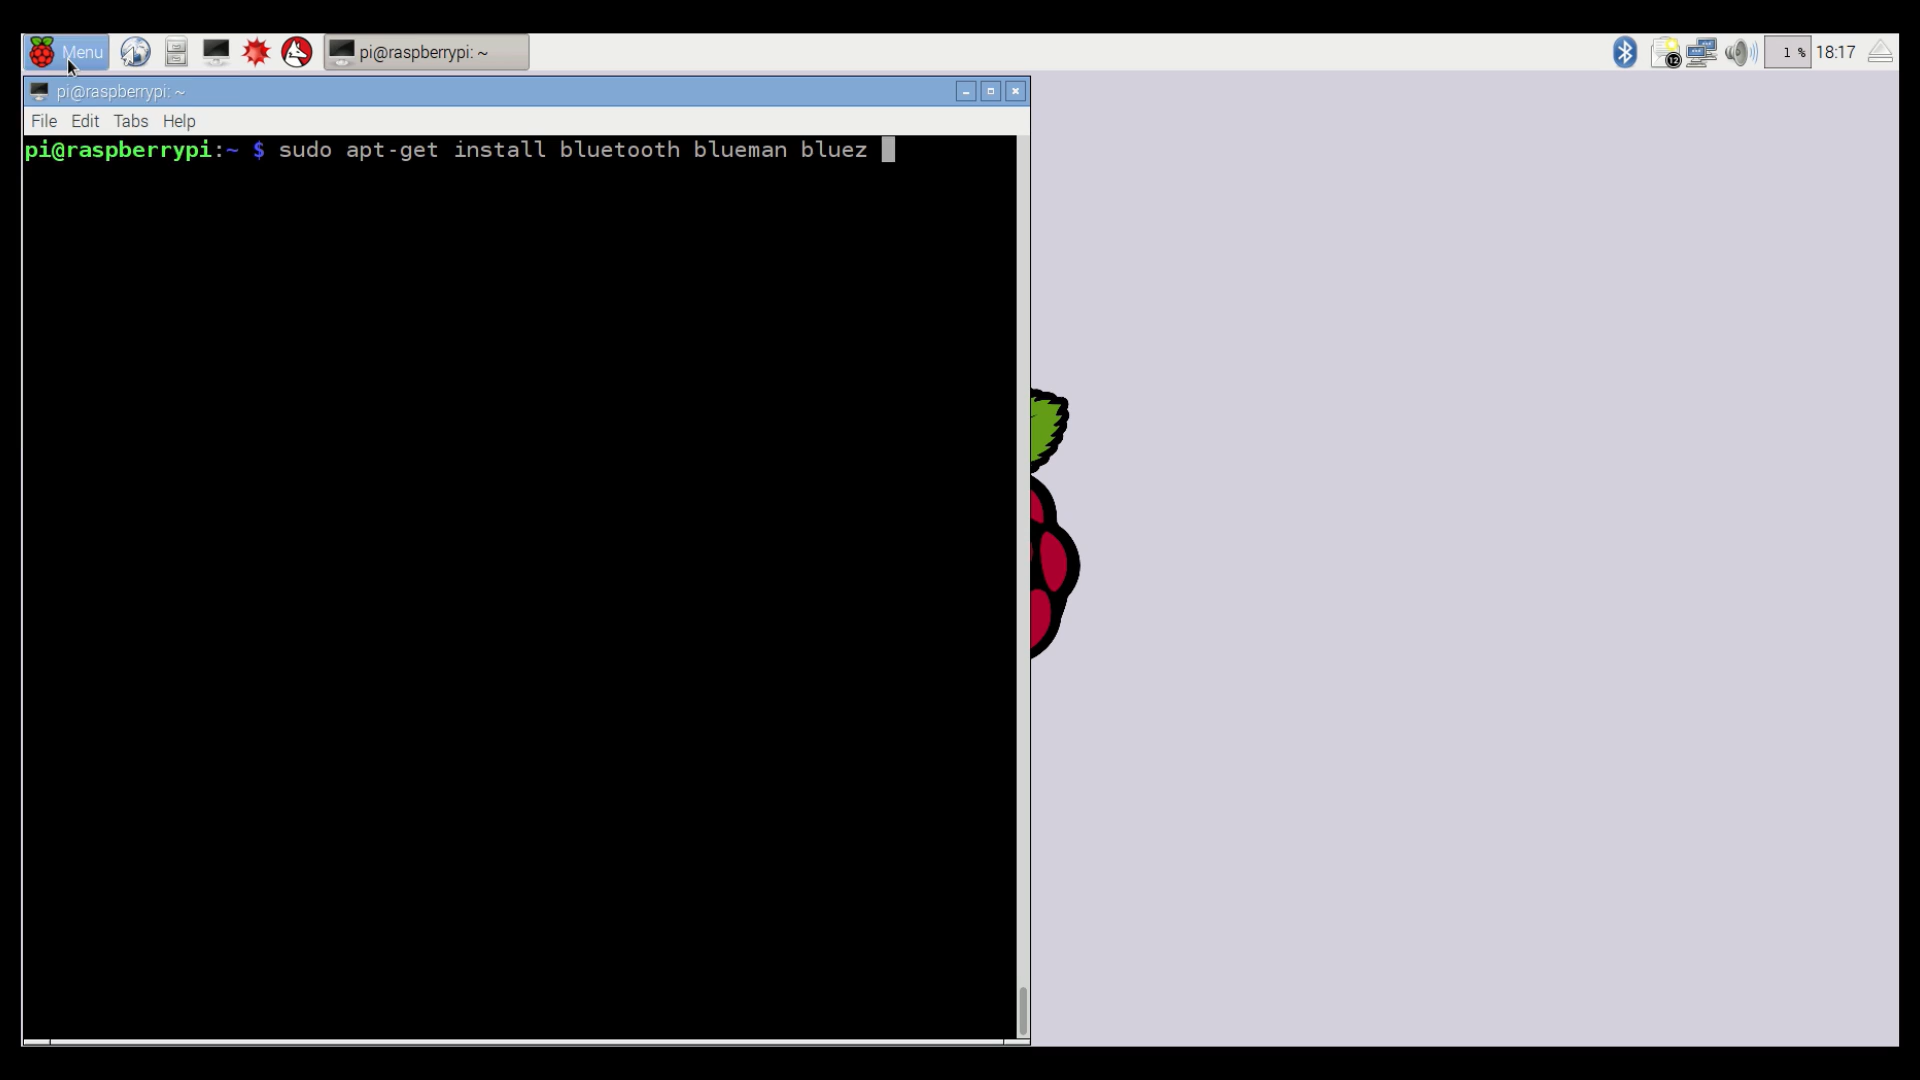 Menu pi@raspberrypi: ~ 12 1 % 18:17
pi@raspberrypi: ~
File Edit Tabs Help
pi@raspberrypi:~ $ sudo apt-get install bluetooth blueman bluez